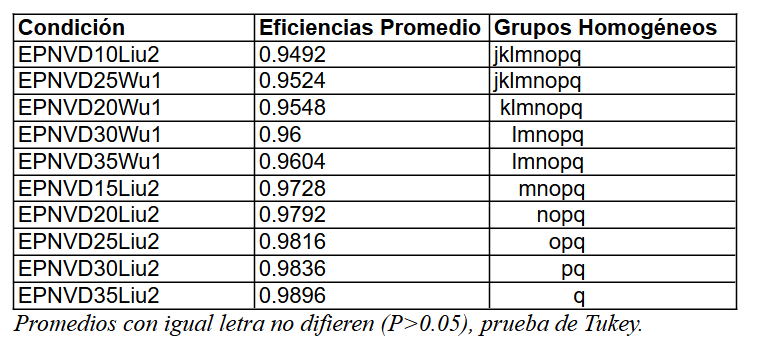 Condición Eficiencias Promedio Grupos Homogéneos
EPNVD10Liu2 0.9492 jklmnopq
EPNVD25Wu1 0.9524 jklmnopq
EPNVD20Wu1 0.9548 klmnopq
EPNVD30Wu1 0.96 lmnopq
EPNVD35Wu1 0.9604 lmnopq
EPNVD15Liu2 0.9728 mnopq
EPNVD20Liu2 0.9792 nopq
EPNVD25Liu2 0.9816 opq
EPNVD30Liu2 0.9836 pq
EPNVD35Liu2 0.9896 q
Promedios con igual letra no difieren (P>0.05), prueba de Tukey.